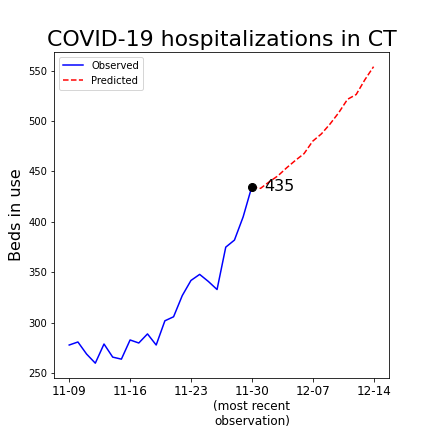 COVID-19 hospitalizations in CT
Observed
Predicted
550
500
450
400
350
300
250
Beds in use
435
11-09 11-16 11-23 11-30 12-07 12-14
(most recent
observation)